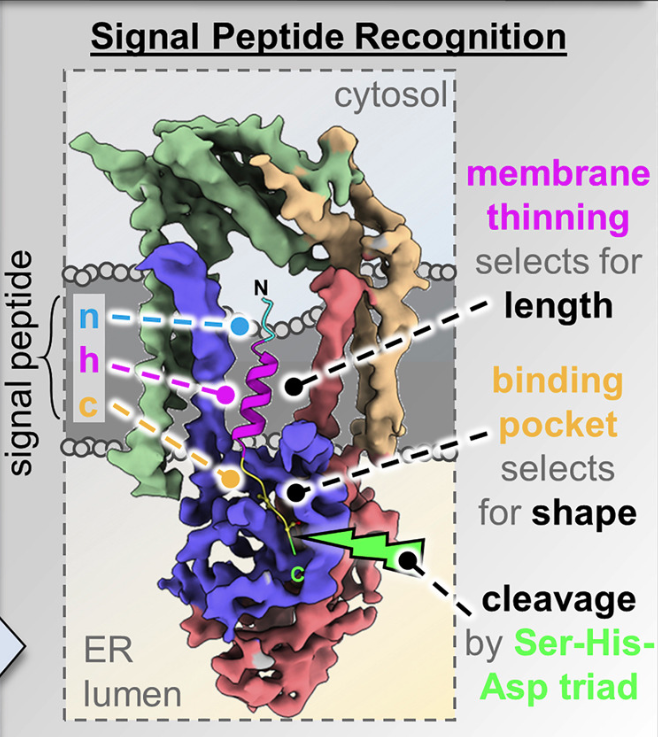 Signal Peptide Recognition
cytosol
membrane
thinning
selects for
length
N
signal peptide
n
h
c
binding
pocket
selects
for shape
C
cleavage
by Ser-His-
Asp triad
ER
lumen